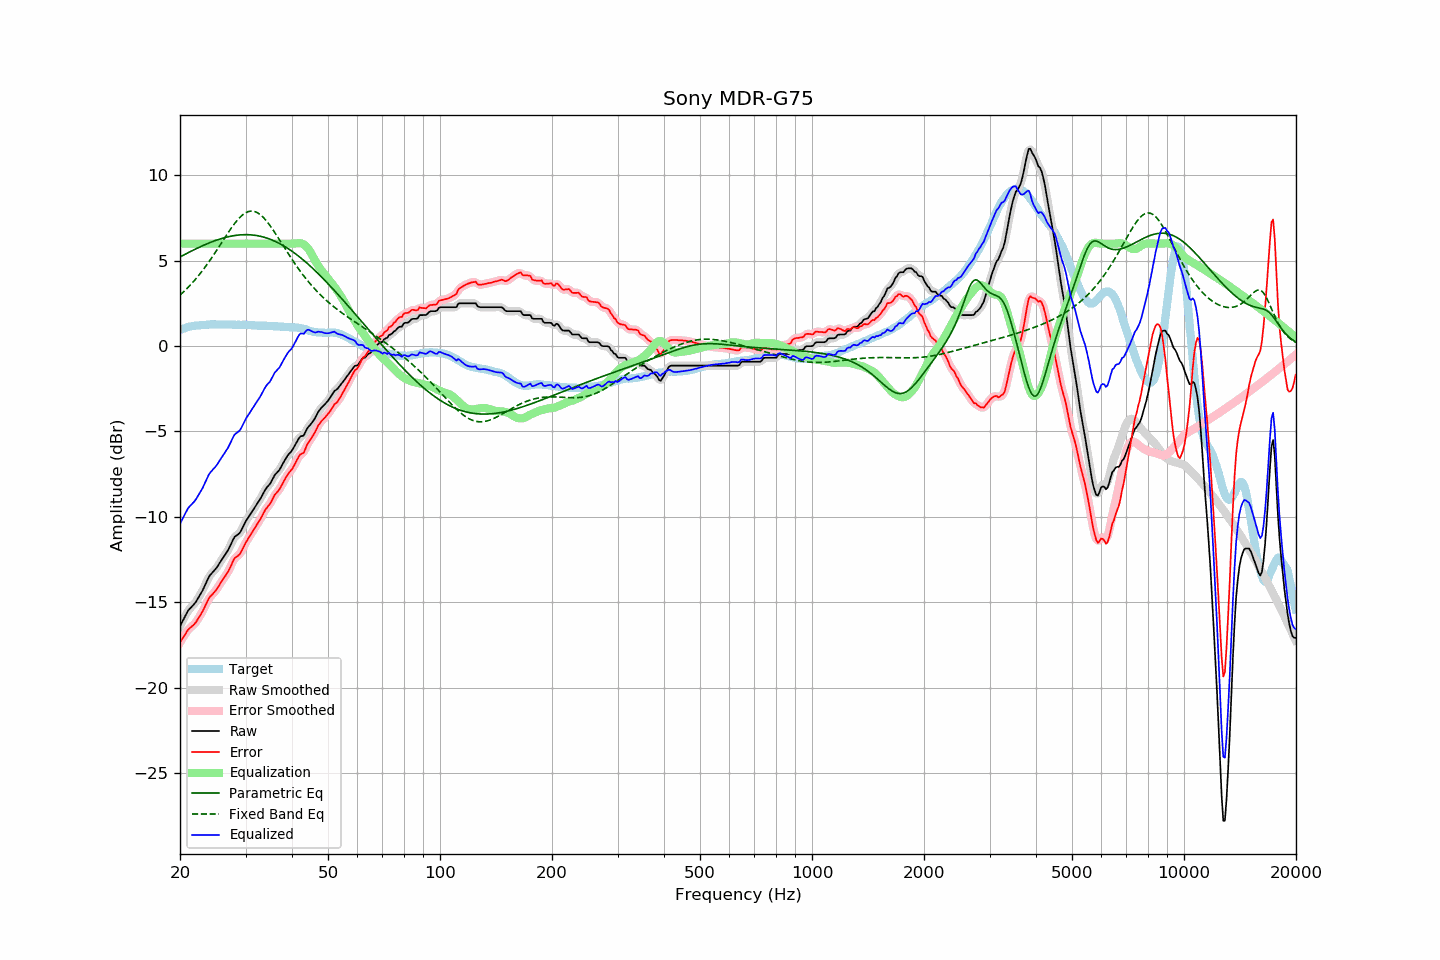 Sony MDR-G75
Amplitude (dBr)
10
5
0
−5
−10
−15
−20
−25
Target
Raw Smoothed
Error Smoothed
Raw
Error
Equalization
Parametric Eq
Fixed Band Eq
Equalized
20 50 100 200 500 1000 2000 5000 10000 20000
Frequency (Hz)